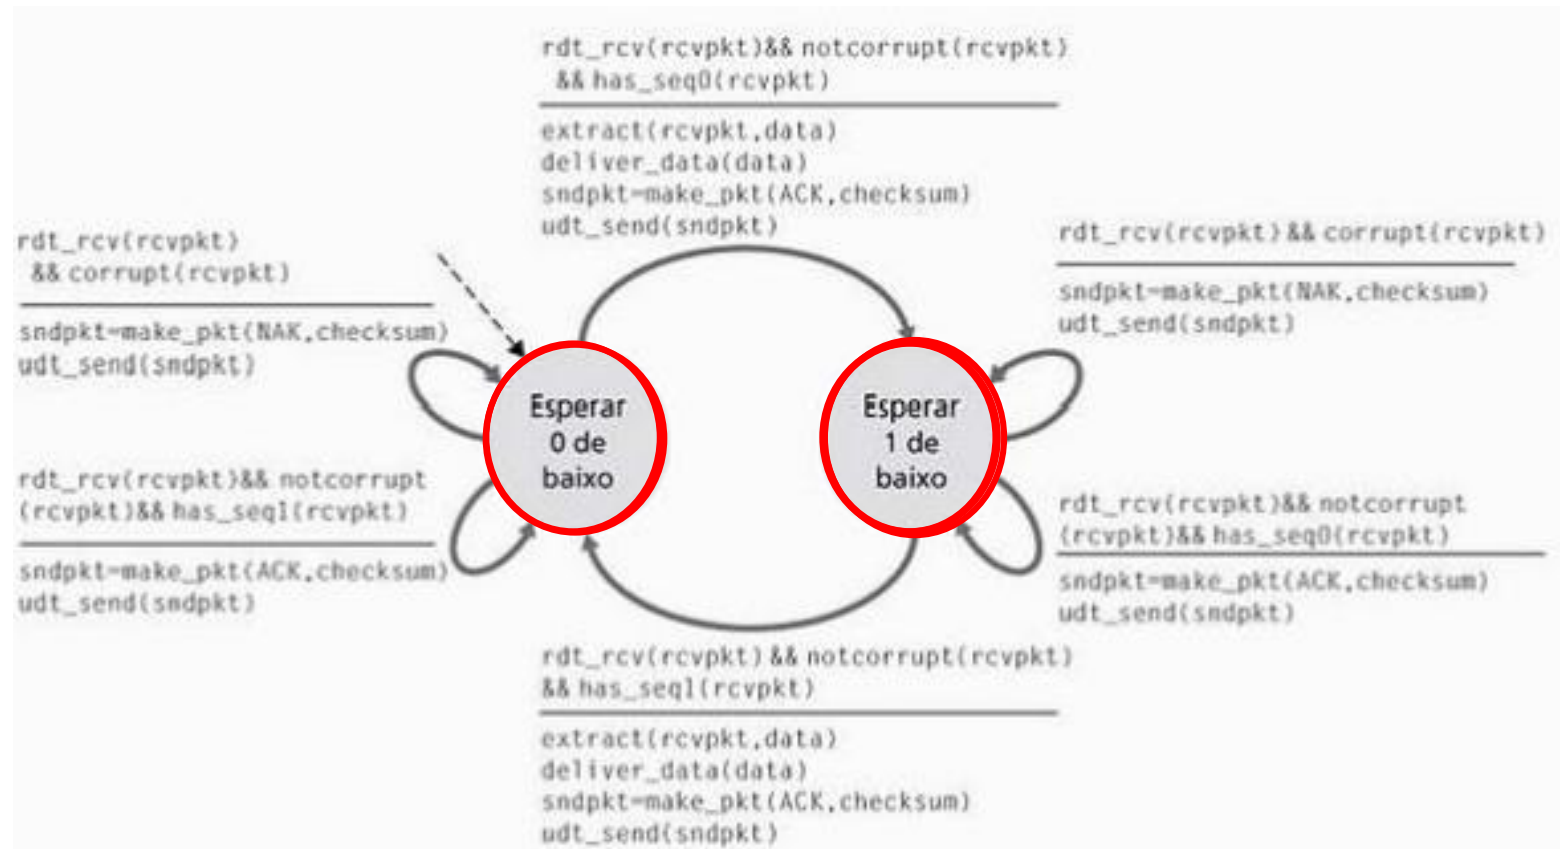 rdt_rcv(rcvpkt)&& notcorrupt(rcvpkt)
&& has_seq0(rcvpkt)
extract(rcvpkt,data)
deliver_data(data)
sndpkt=make_pkt(ACK,checksum)
udt_send(sndpkt)
rdt_rcv(rcvpkt)
&& corrupt(rcvpkt)
sndpkt=make_pkt(NAK,checksum)
udt_send(sndpkt)
rdt_rcv(rcvpkt)&& corrupt(rcvpkt)
sndpkt=make_pkt(NAK,checksum)
udt_send(sndpkt)
Esperar
0 de
baixo
Esperar
1 de
baixo
rdt_rcv(rcvpkt)&& notcorrupt
(rcvpkt)&& has_seq1(rcvpkt)
sndpkt=make_pkt(ACK,checksum)
udt_send(sndpkt)
rdt_rcv(rcvpkt)&& notcorrupt
(rcvpkt)&& has_seq0(rcvpkt)
sndpkt=make_pkt(ACK,checksum)
udt_send(sndpkt)
rdt_rcv(rcvpkt)&& notcorrupt(rcvpkt)
&& has_seq1(rcvpkt)
extract(rcvpkt,data)
deliver_data(data)
sndpkt=make_pkt(ACK,checksum)
udt_send(sndpkt)